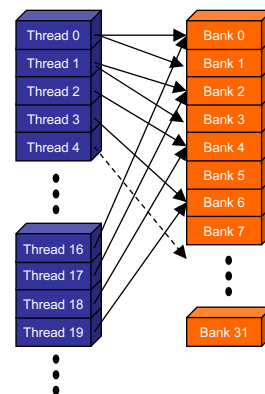 Thread 0
Thread 1
Thread 2
Thread 3
Thread 4
Thread 16
Thread 17
Thread 18
Thread 19
Bank 0
Bank 1
Bank 2
Bank 3
Bank 4
Bank 5
Bank 6
Bank 7
Bank 31